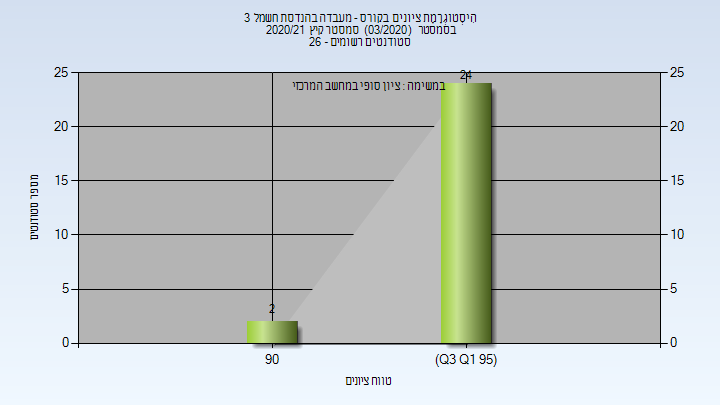 היסטוגרמת ציונים בקורס - מעבדה בהנדסת חשמל 3
בסמסטר (03/2020) סמסטר קיץ 2020/21
סטודנטים רשומים - 26
במשימה : ציון סופי במחשב המרכזי
25
20
15
10
5
0
25
20
15
10
5
0
מספר סטודנטים
2
24
90
(Q3 Q1 95)
טווח ציונים